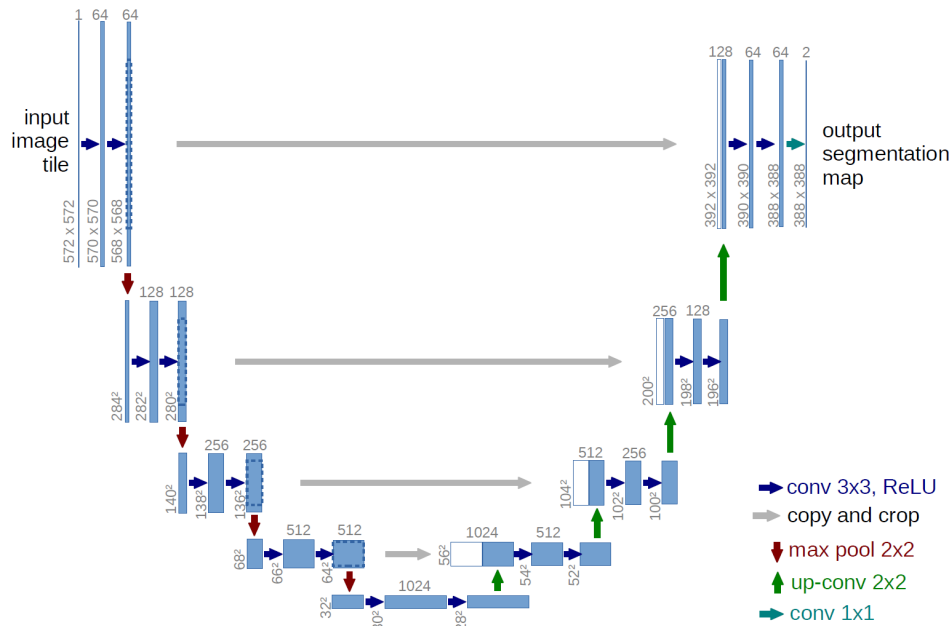 1 64 64
input
image
tile
572 x 572
570 x 570
568 x 568
128 64 64 2
output
segmentation
map
392 x 392
390 x 390
388 x 388
388 x 388
128 128
284²
282²
280²
256 128
200²
198²
196²
256 256
140²
138²
136²
512 256
104²
102²
100²
512 512
68²
66²
64²
1024 512
56²
54²
52²
1024
32²
30²
28²
conv 3x3, ReLU
copy and crop
max pool 2x2
up-conv 2x2
conv 1x1